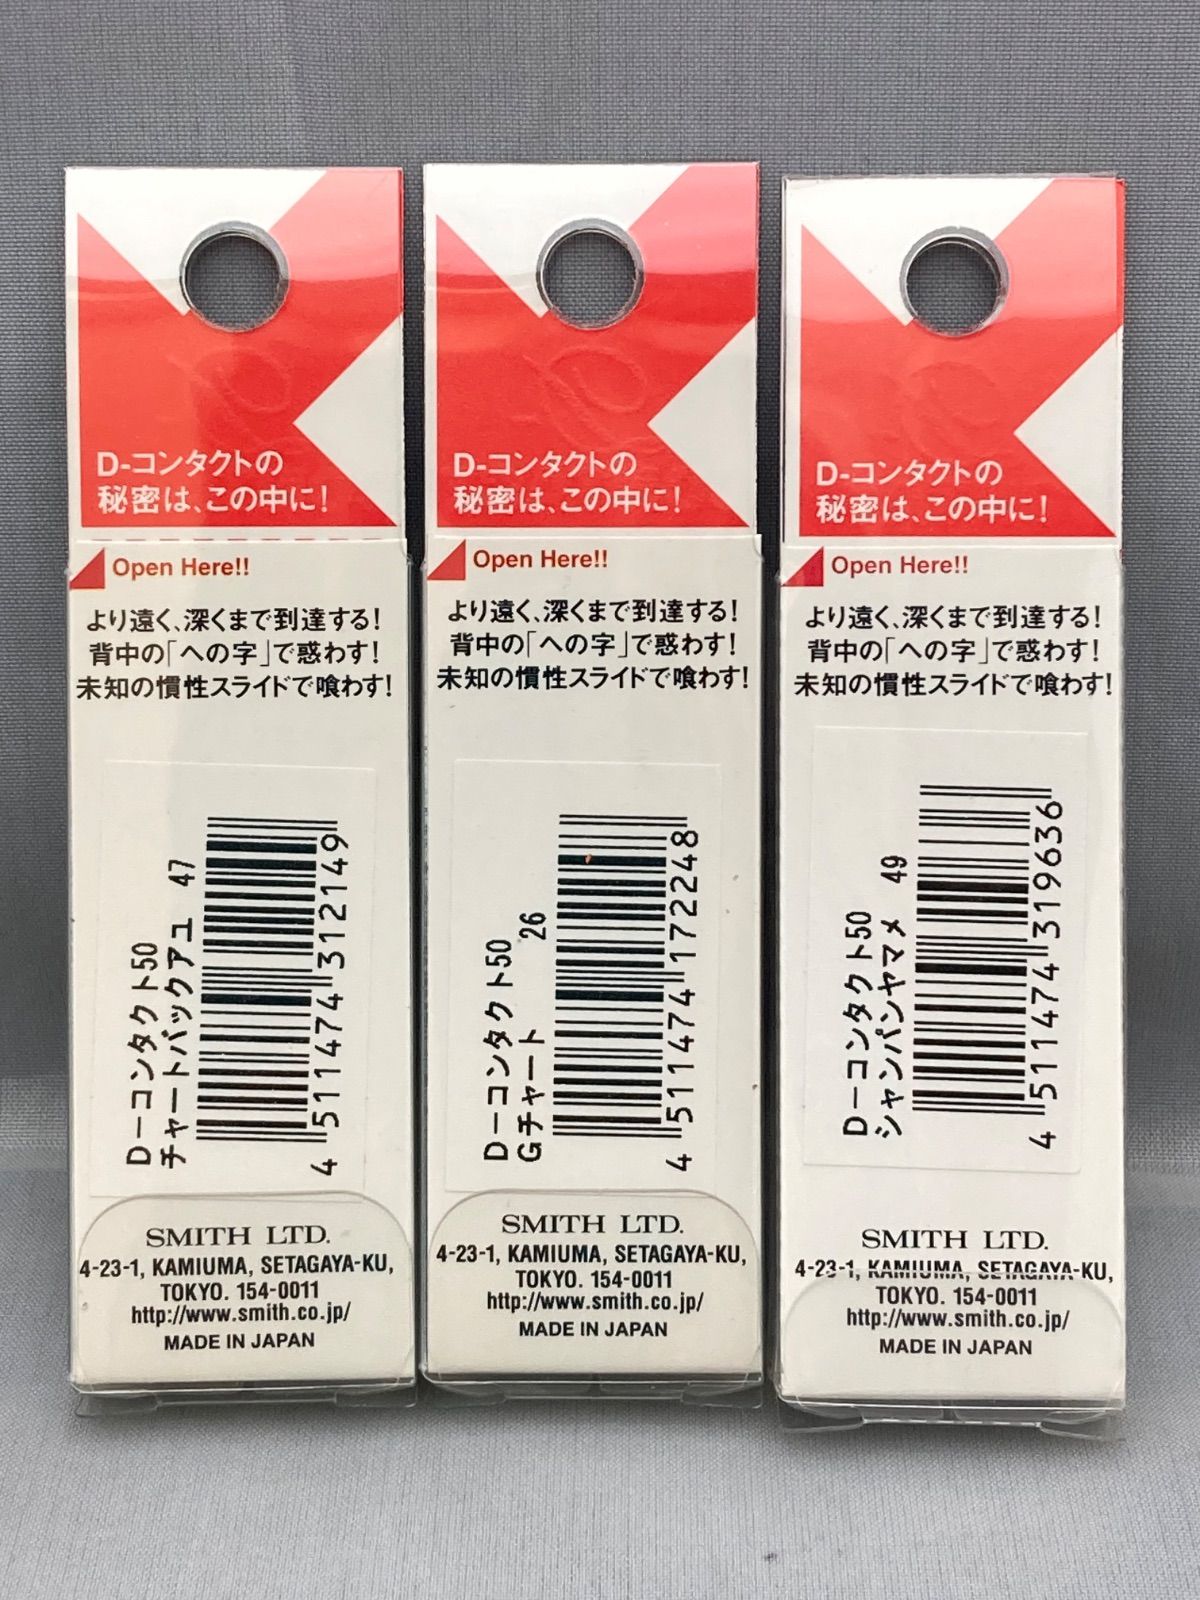 D-コンタクトの
秘密は、この中に!
Open Here!!
より遠く、深くまで到達する!
背中の「への字」で惑わす!
未知の慣性スライドで喰わす!
D－コンタクト50
チャートバックアユ 47
4511474312149
SMITH LTD.
4-23-1, KAMIUMA, SETAGAYA-KU,
TOKYO. 154-0011
http://www.smith.co.jp/
MADE IN JAPAN
D-コンタクトの
秘密は、この中に!
Open Here!!
より遠く、深くまで到達する!
背中の「への字」で惑わす!
未知の慣性スライドで喰わす!
D－コンタクト50
Gチャート 26
4511474172248
SMITH LTD.
4-23-1, KAMIUMA, SETAGAYA-KU,
TOKYO. 154-0011
http://www.smith.co.jp/
MADE IN JAPAN
D-コンタクトの
秘密は、この中に!
Open Here!!
より遠く、深くまで到達する!
背中の「への字」で惑わす!
未知の慣性スライドで喰わす!
D－コンタクト50
シャンパンヤマメ 49
4511474319636
SMITH LTD.
4-23-1, KAMIUMA, SETAGAYA-KU,
TOKYO. 154-0011
http://www.smith.co.jp/
MADE IN JAPAN